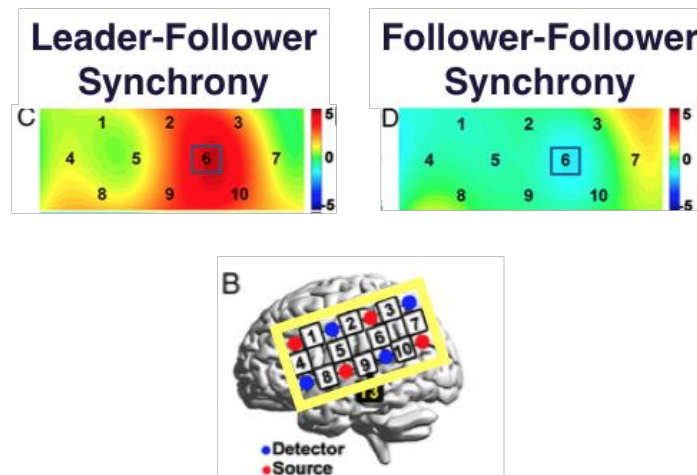 Leader-Follower
Synchrony
Follower-Follower
Synchrony
C
1 2 3
4 5 6 7
8 9 10
5
0
-5
D
1 2 3
4 5 6 7
8 9 10
5
0
-5
B
1 2 3
4 5 6 7
8 9 10
T3
Detector
Source